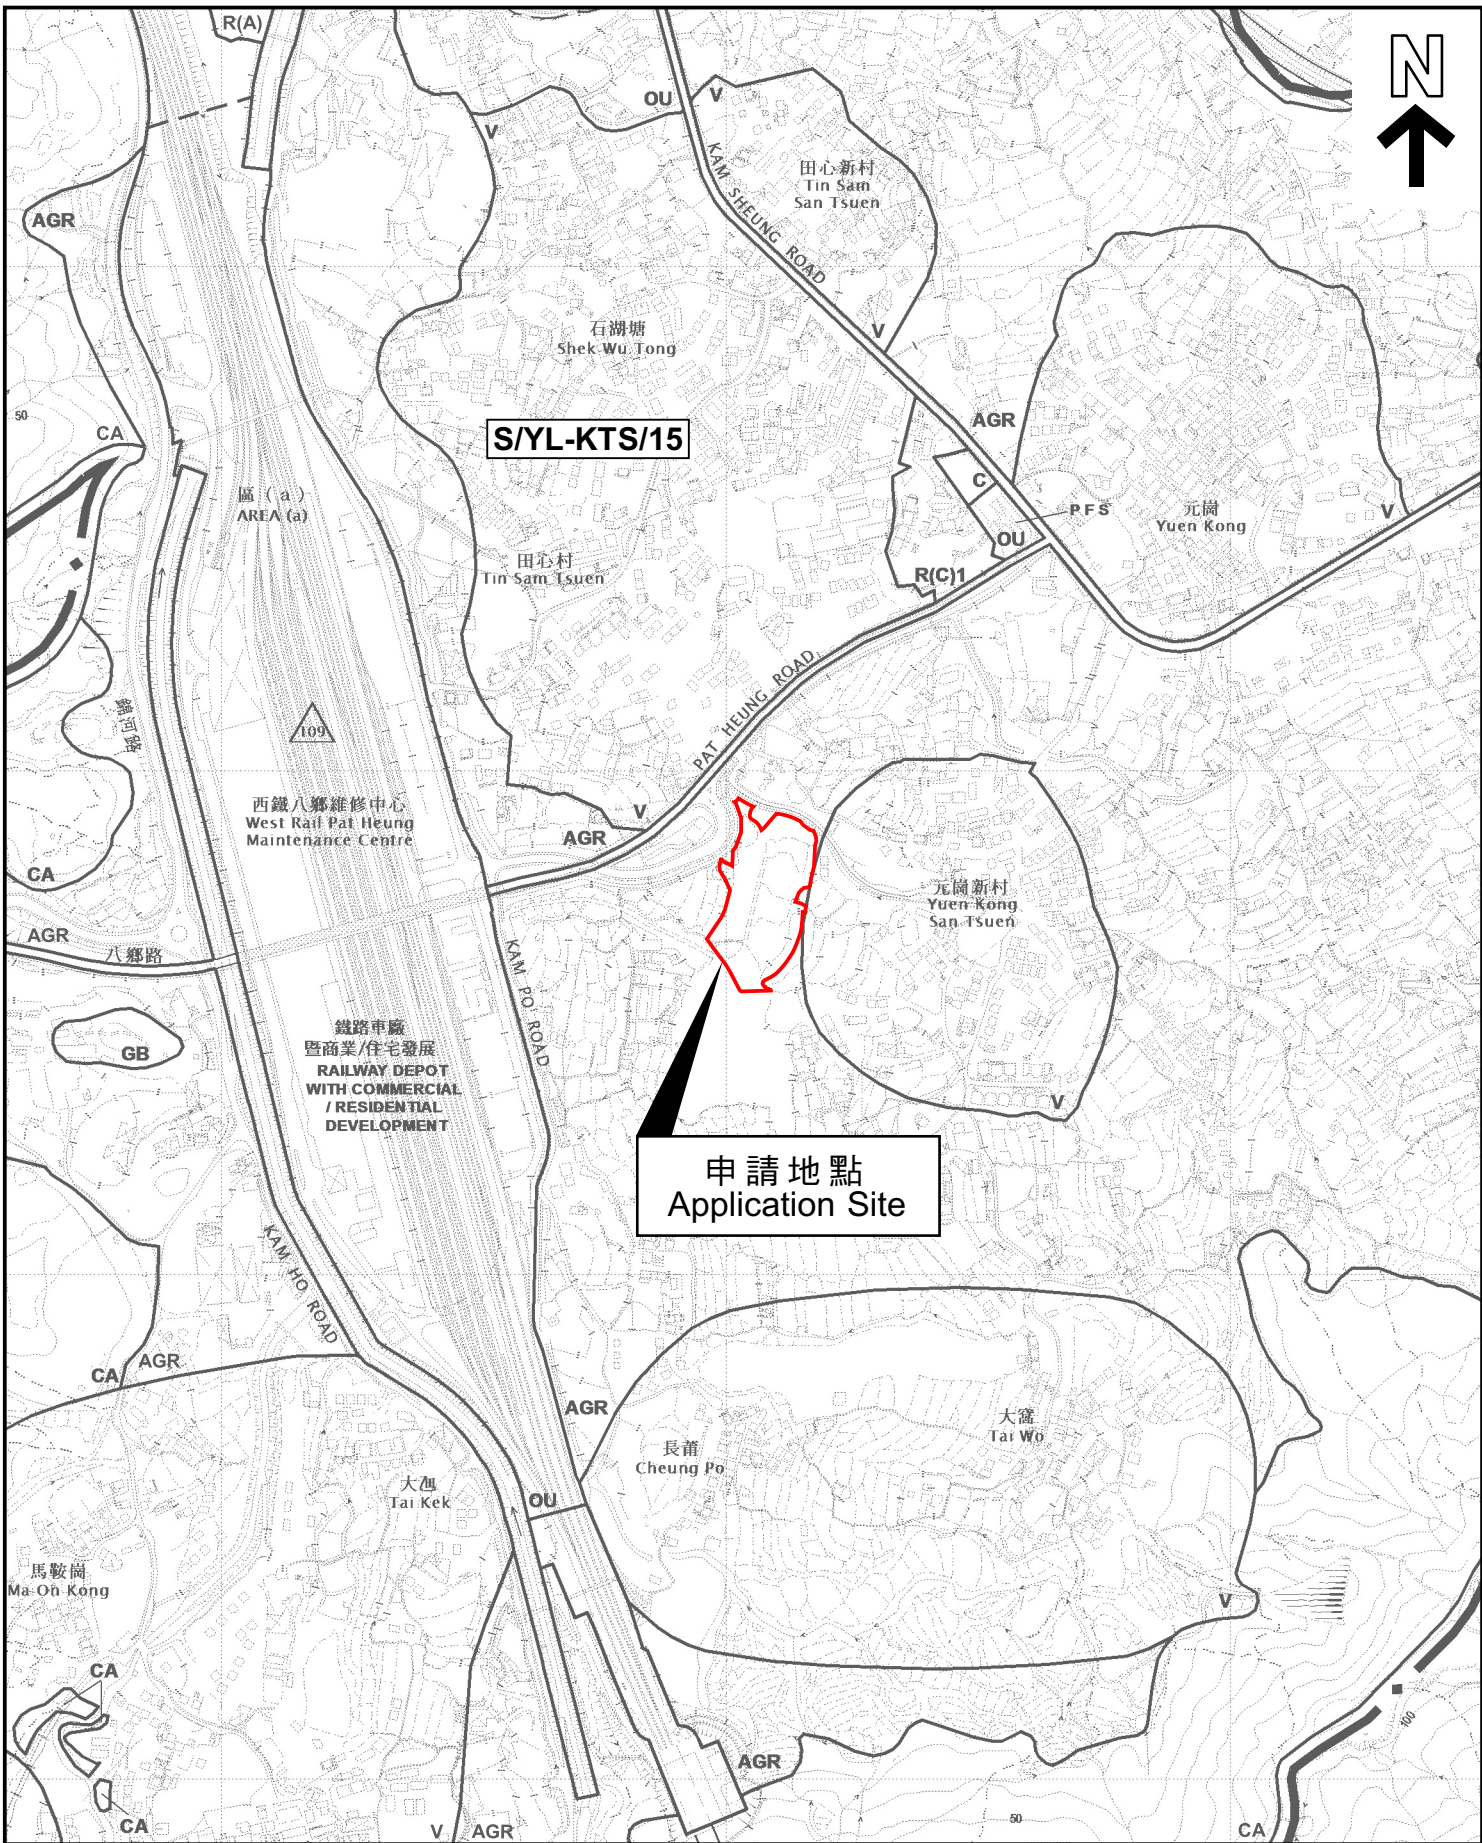 R(A)
N
OU
V
V
田心新村
Tin Sam
San Tsuen
KAM SHEUNG ROAD
AGR
V
石湖塘
Shek Wu Tong
50
CA
S/YL-KTS/15
AGR
區 ( a )
AREA (a)
C
PFS
元崗
Yuen Kong
V
OU
田心村
Tin Sam Tsuen
R(C)1
錦河路
109
PAT HEUNG ROAD
西鐵八鄉維修中心
West Rail Pat Heung
Maintenance Centre
V
AGR
CA
元崗新村
Yuen Kong
San Tsuen
AGR
八鄉路
KAM PO ROAD
鐵路車廠
暨商業/住宅發展
RAILWAY DEPOT
WITH COMMERCIAL
/ RESIDENTIAL
DEVELOPMENT
GB
V
申請地點
Application Site
KAM HO ROAD
CA
AGR
AGR
大窩
Tai Wo
長莆
Cheung Po
Tai Kek
OU
馬鞍崗
Ma On Kong
V
CA
100
AGR
50
CA
V
AGR
CA